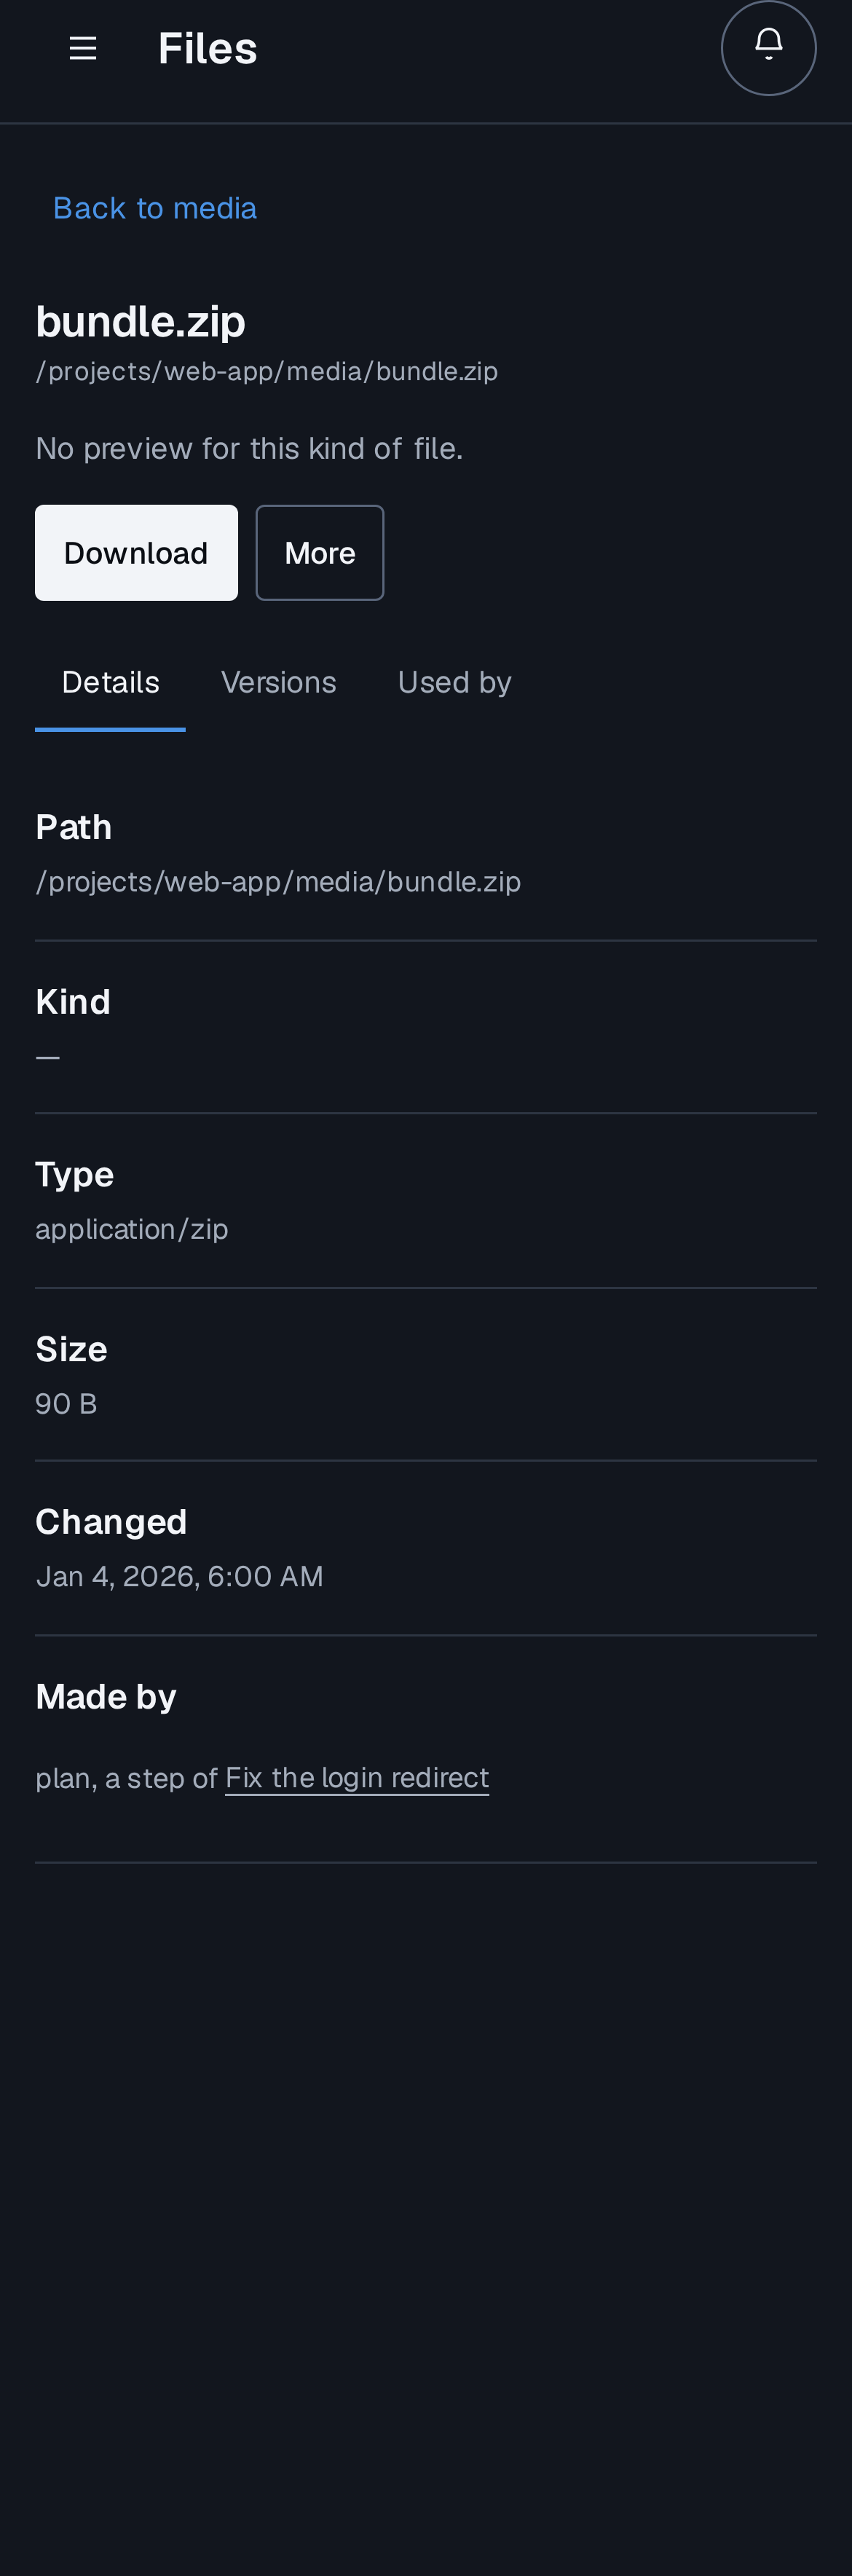 Files
Back to media
bundle.zip
/projects/web-app/media/bundle.zip
No preview for this kind of file.
Download More
Details Versions Used by
Path
/projects/web-app/media/bundle.zip
Kind
—
Type
application/zip
Size
90 B
Changed
Jan 4, 2026, 6:00 AM
Made by
plan, a step of Fix the login redirect